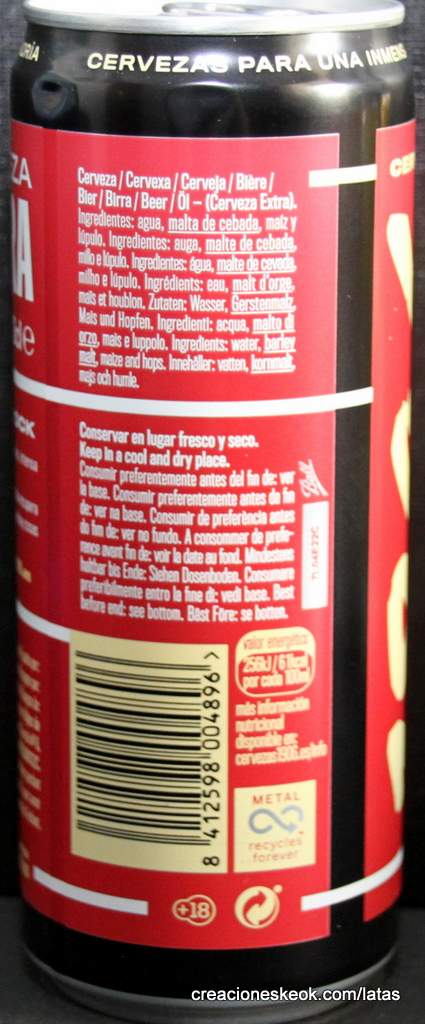 RÍA CERVEZAS PARA UNA INMENS
ZA
CER
Cerveza / Cervexa / Cerveja / Bière /
Bier / Birra / Beer / Öl – (Cerveza Extra).
Ingredientes: agua, malta de cebada, maíz y
lúpulo. Ingredientes: auga, malte de cebada,
millo e lúpulo. Ingredientes: água, malte de cevada,
milho e lúpulo. Ingrédients: eau, malt d'orge,
maïs et houblon. Zutaten: Wasser, Gerstenmalz,
Mais und Hopfen. Ingredienti: acqua, malto di
orzo, mais e luppolo. Ingredients: water, barley
malt, maize and hops. Innehåller: vatten, kornmalt,
majs och humle.
Conservar en lugar fresco y seco.
Keep in a cool and dry place.
Consumir preferentemente antes del fin de: ver
la base. Consumir preferentemente antes da fin
de: ver na base. Consumir de preferência antes
do fim de: ver no fundo. A consommer de préfé-
rence avant fin de: voir la date au fond. Mindestens
haltbar bis Ende: Siehen Dosenboden. Consumare
preferibilmente entro la fine di: vedi base. Best
before end: see bottom. Bäst Före: se botten.
Ball
valor energético
256kJ / 61kcal
por cada 100ml
más información
nutricional
disponible en:
cervezas1906.es/info
8 412598 004896 >
METAL
recycles
forever
+18
creacioneskeok.com/latas